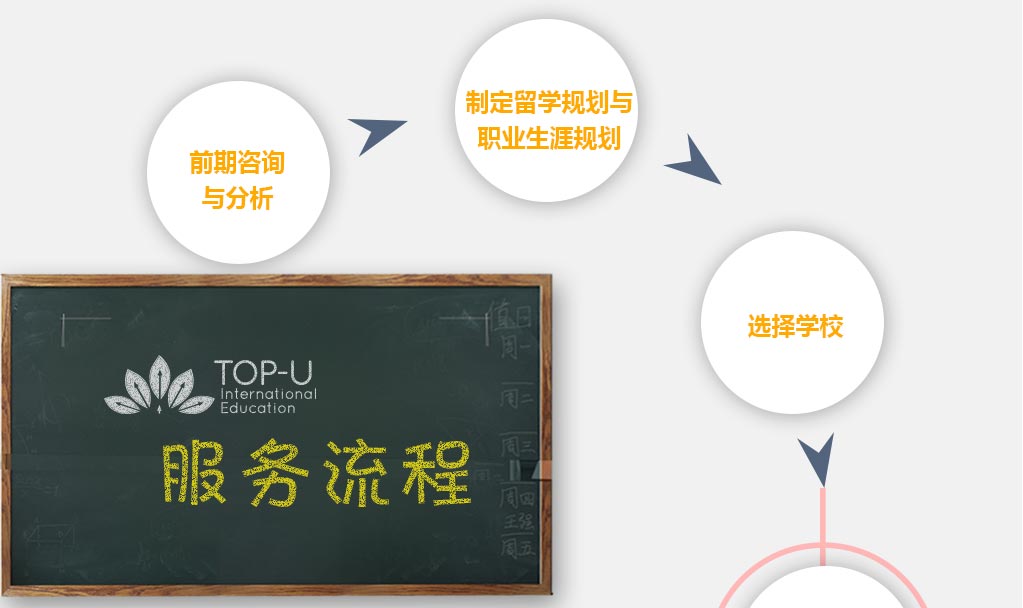 制定留学规划与
职业生涯规划
前期咨询
与分析
选择学校
TOP-U
International
Education
服务流程
值日
周一
周二
周三
周四
王强
周五